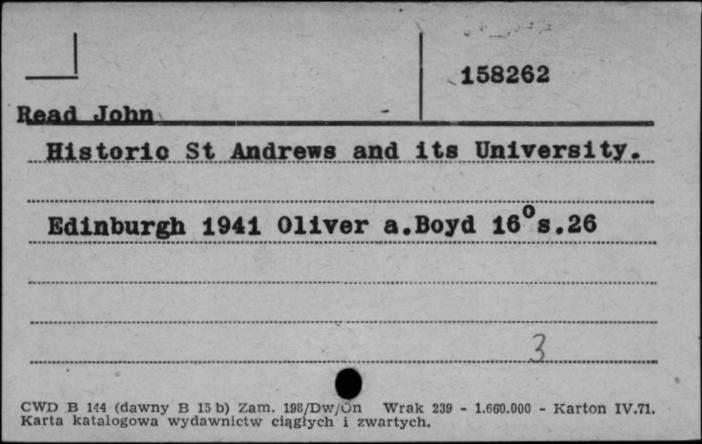 158262
Read John
Historic St Andrews and its University.
Edinburgh 1941 Oliver a.Boyd 16°s.26
3
CWD B 144 (dawny B 15 b) Zam. 198/Dw/On Wrak 239 - 1.660.000 - Karton IV.71.
Karta katalogowa wydawnictw ciągłych i zwartych.